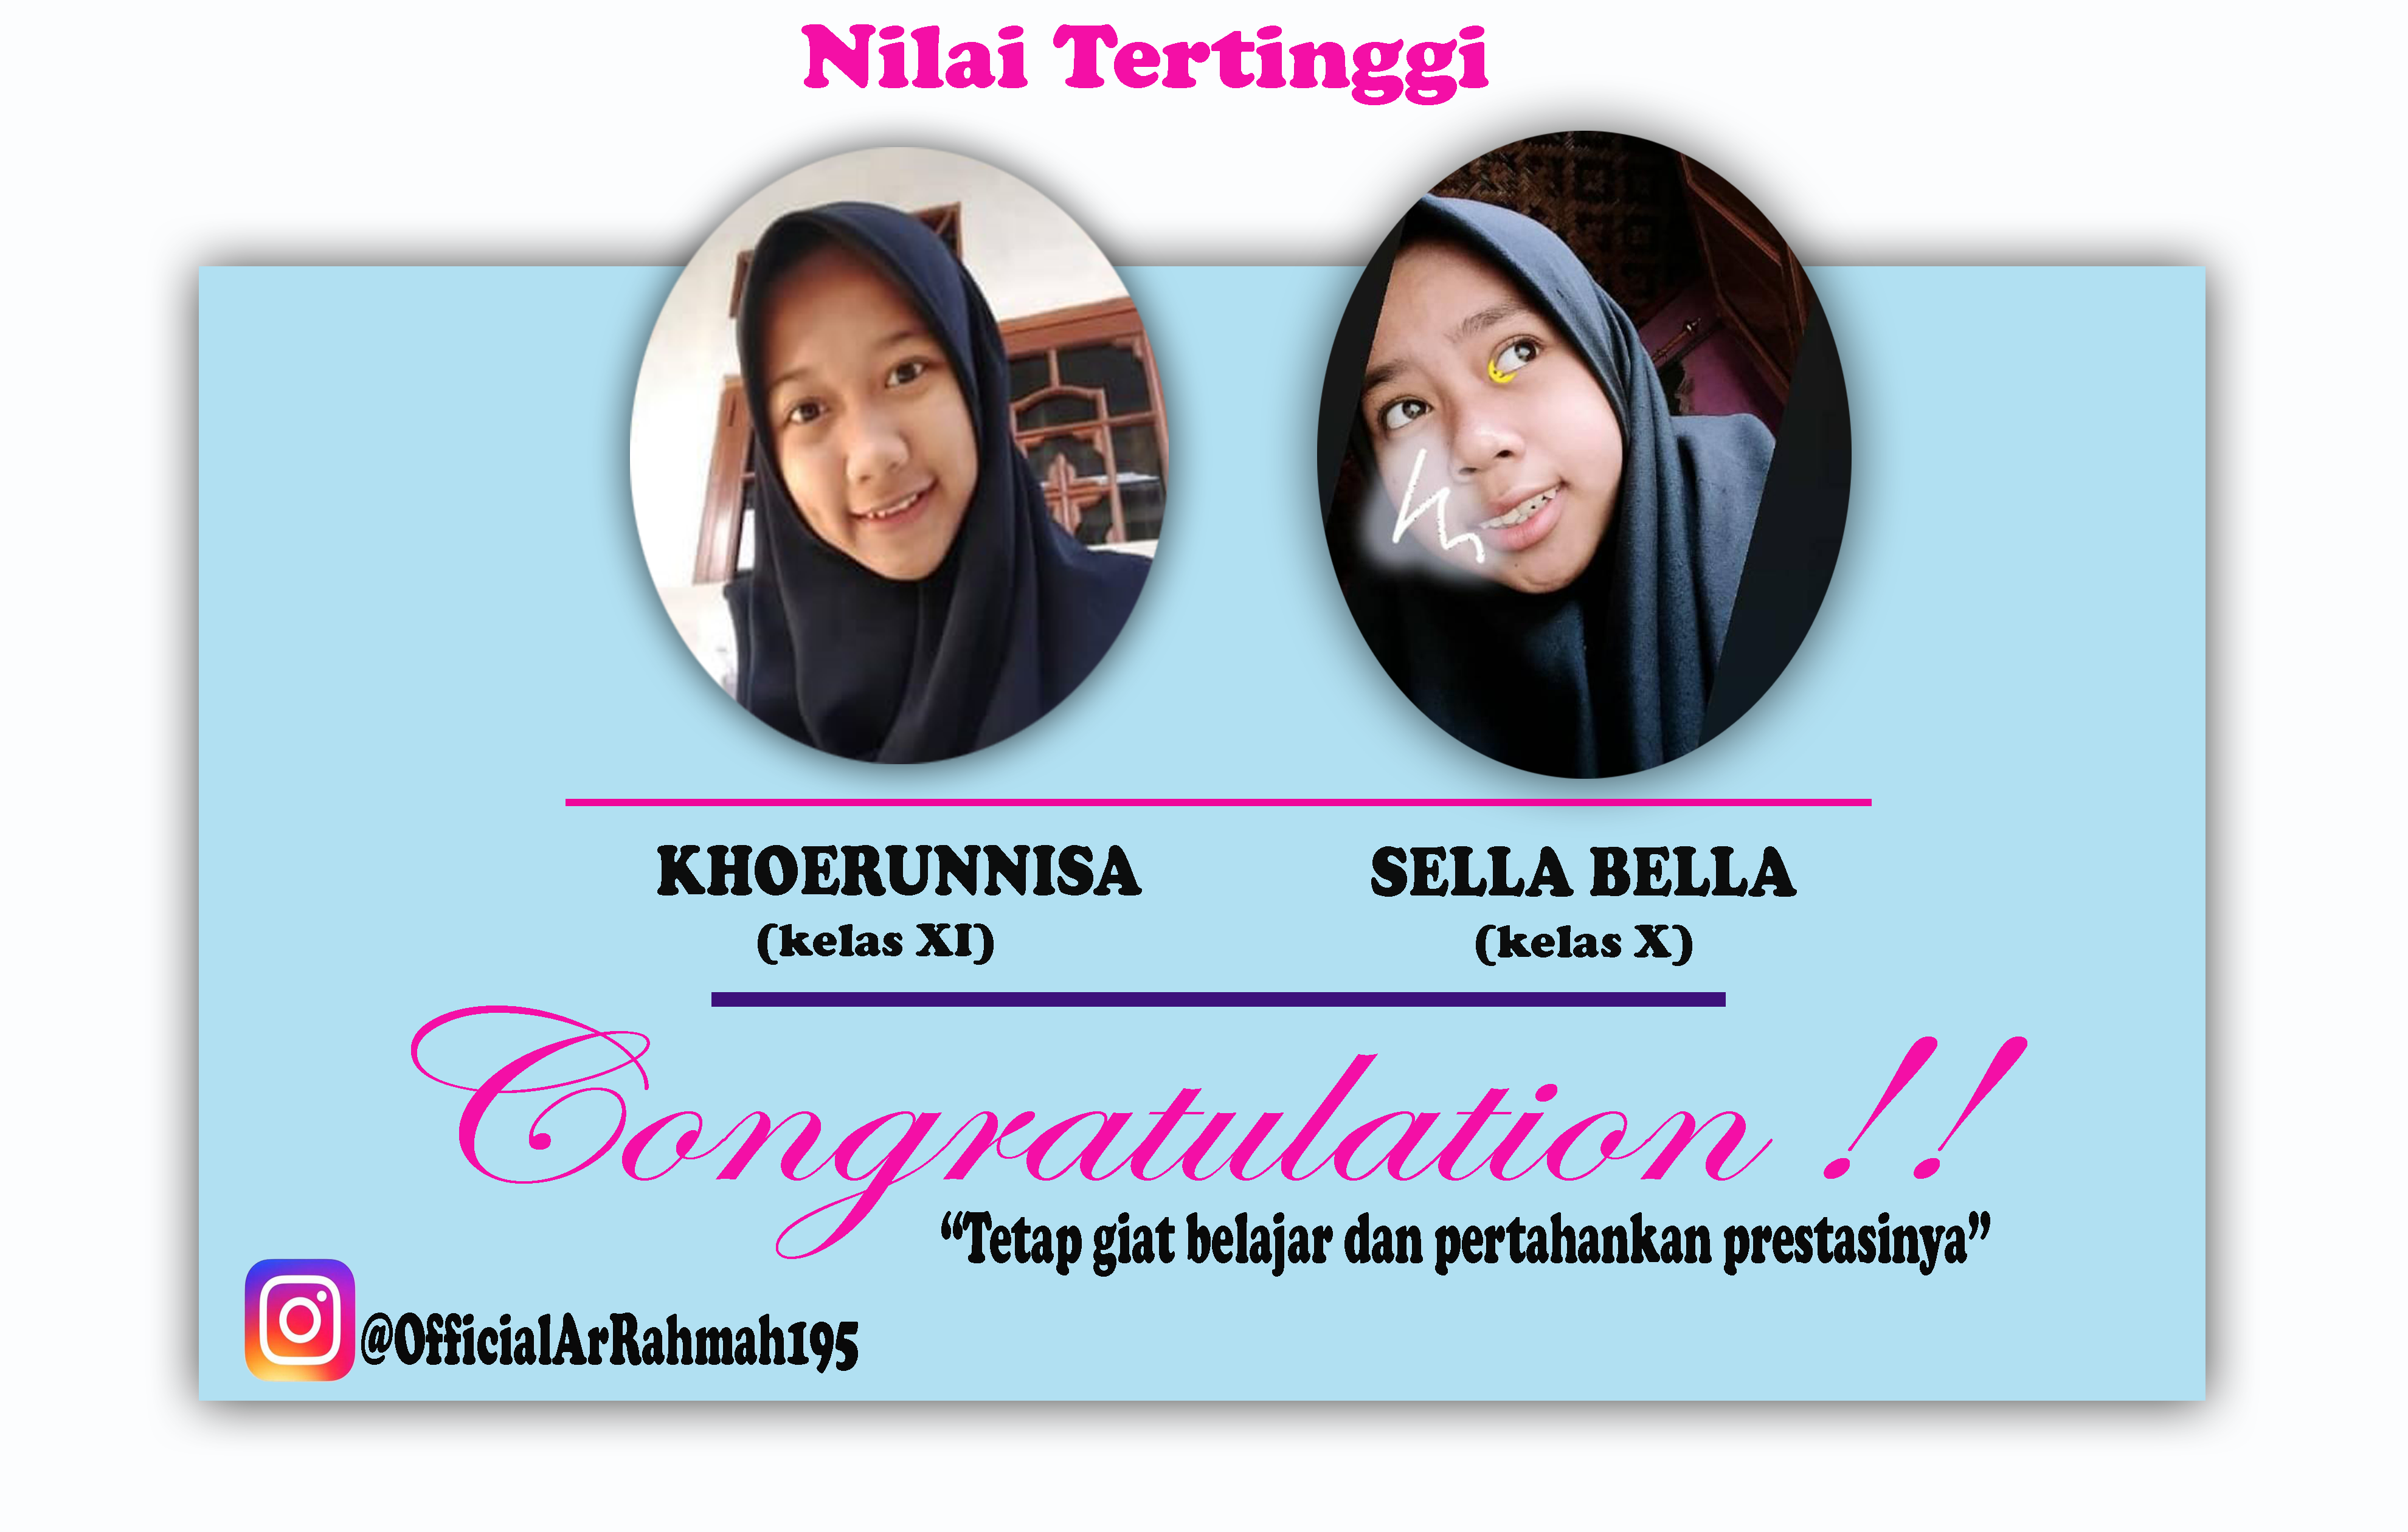 Nilai Tertinggi
KHOERUNNISA
(kelas XI)
SELLA BELLA
(kelas X)
Congratulation !!
“Tetap giat belajar dan pertahankan prestasinya”
@OfficialArRahmah195